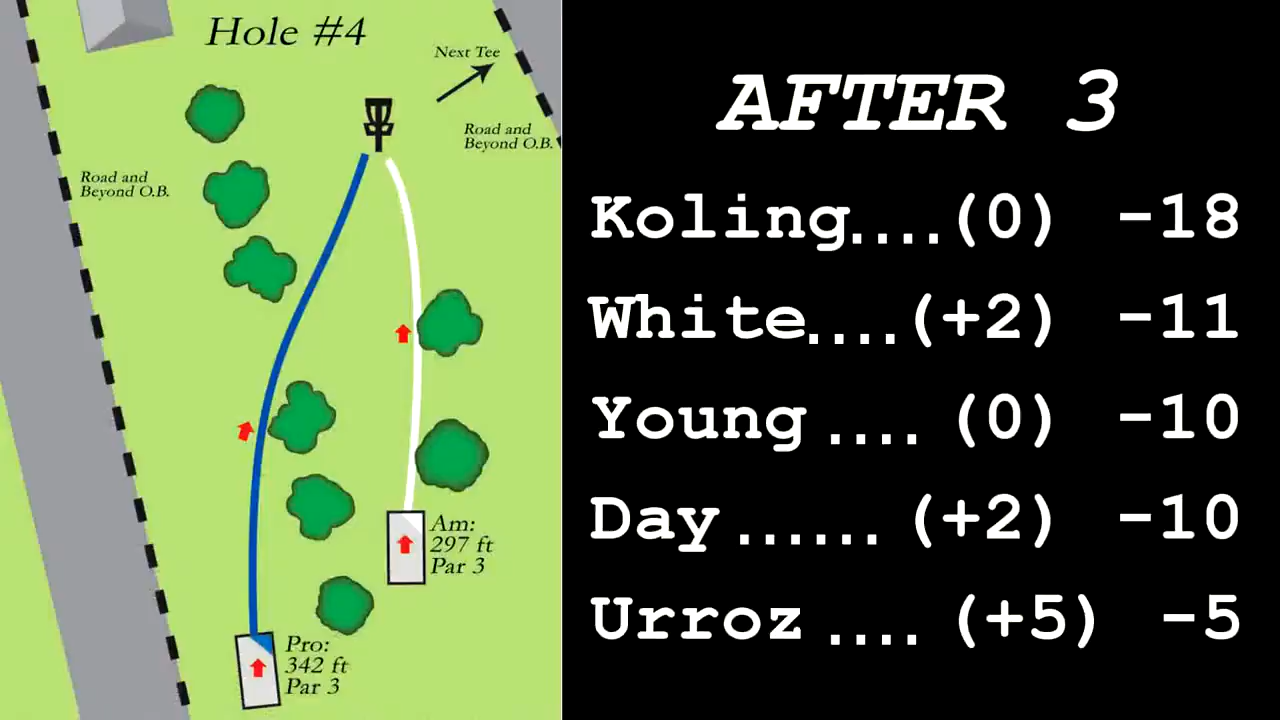 Hole #4
Next Tee
Road and
Beyond O.B.
Road and
Beyond O.B.
Am:
297 ft
Par 3
Pro:
342 ft
Par 3
AFTER 3
Koling....(0) -18
White....(+2) -11
Young .... (0) -10
Day ...... (+2) -10
Urroz .... (+5) -5